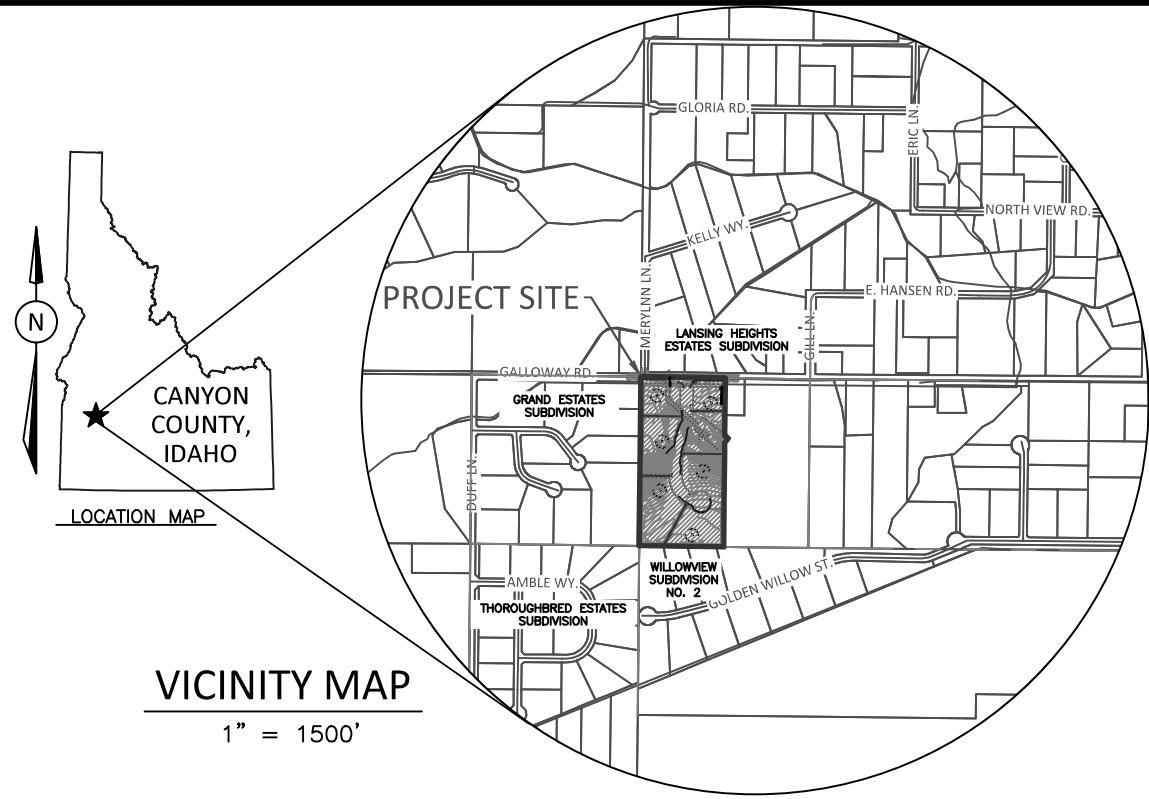 GLORIA RD.
ERIC LN.
NORTH VIEW RD.
KELLY WY.
MERYLNN LN.
E. HANSEN RD.
GILL LN.
PROJECT SITE
LANSING HEIGHTS
ESTATES SUBDIVISION
GALLOWAY RD.
GRAND ESTATES
SUBDIVISION
DUFF LN.
N
CANYON
COUNTY,
IDAHO
LOCATION MAP
WILLOWVIEW
SUBDIVISION
NO. 2
GOLDEN WILLOW ST.
AMBLE WY.
THOROUGHBRED ESTATES
SUBDIVISION
VICINITY MAP
1" = 1500'